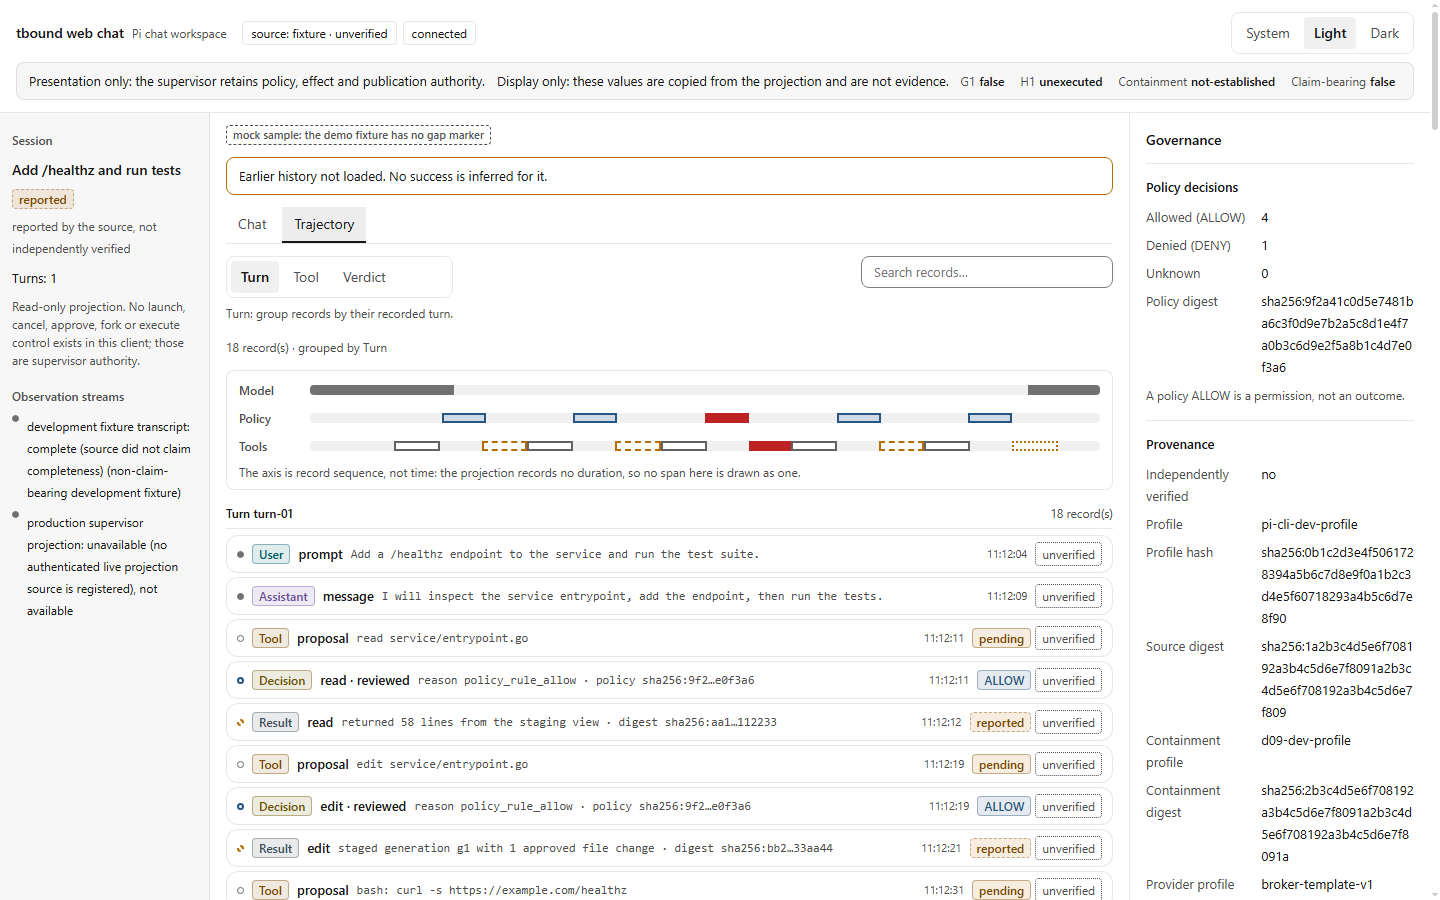 tbound web chat Pi chat workspace source: fixture · unverified connected System Light Dark
Presentation only: the supervisor retains policy, effect and publication authority. Display only: these values are copied from the projection and are not evidence. G1 false H1 unexecuted Containment not-established Claim-bearing false
Session
Add /healthz and run tests
reported
reported by the source, not
independently verified
Turns: 1
Read-only projection. No launch,
cancel, approve, fork or execute
control exists in this client; those
are supervisor authority.
Observation streams
development fixture transcript:
complete (source did not claim
completeness) (non-claim-
bearing development fixture)
production supervisor
projection: unavailable (no
authenticated live projection
source is registered), not
available
mock sample: the demo fixture has no gap marker
Earlier history not loaded. No success is inferred for it.
Chat Trajectory
Turn Tool Verdict Search records...
Turn: group records by their recorded turn.
18 record(s) · grouped by Turn
Model
Policy
Tools
The axis is record sequence, not time: the projection records no duration, so no span here is drawn as one.
Turn turn-01 18 record(s)
User prompt Add a /healthz endpoint to the service and run the test suite. 11:12:04 unverified
Assistant message I will inspect the service entrypoint, add the endpoint, then run the tests. 11:12:09 unverified
Tool proposal read service/entrypoint.go 11:12:11 pending unverified
Decision read · reviewed reason policy_rule_allow · policy sha256:9f2…e0f3a6 11:12:11 ALLOW unverified
Result read returned 58 lines from the staging view · digest sha256:aa1…112233 11:12:12 reported unverified
Tool proposal edit service/entrypoint.go 11:12:19 pending unverified
Decision edit · reviewed reason policy_rule_allow · policy sha256:9f2…e0f3a6 11:12:19 ALLOW unverified
Result edit staged generation g1 with 1 approved file change · digest sha256:bb2…33aa44 11:12:21 reported unverified
Tool proposal bash: curl -s https://example.com/healthz 11:12:31 pending unverified
Governance
Policy decisions
Allowed (ALLOW) 4
Denied (DENY) 1
Unknown 0
Policy digest sha256:9f2a41c0d5e7481b
a6c3f0d9e7b2a5c8d1e4f7
a0b3c6d9e2f5a8b1c4d7e0
f3a6
A policy ALLOW is a permission, not an outcome.
Provenance
Independently no
verified
Profile pi-cli-dev-profile
Profile hash sha256:0b1c2d3e4f506172
8394a5b6c7d8e9f0a1b2c3
d4e5f60718293a4b5c6d7e
8f90
Source digest sha256:1a2b3c4d5e6f7081
92a3b4c5d6e7f8091a2b3c
4d5e6f708192a3b4c5d6e7
f809
Containment d09-dev-profile
profile
Containment sha256:2b3c4d5e6f708192
digest a3b4c5d6e7f8091a2b3c4d
5e6f708192a3b4c5d6e7f8
091a
Provider profile broker-template-v1